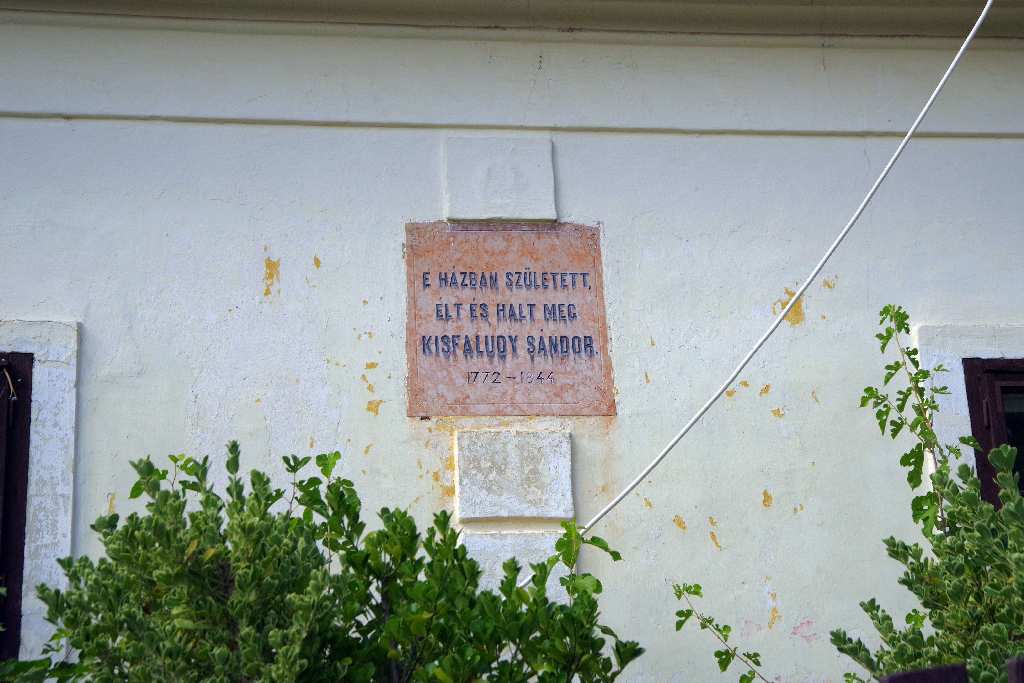 E HÁZBAN SZÜLETETT,
ÉLT ÉS HALT MEG
KISFALUDY SÁNDOR.
1772-1844